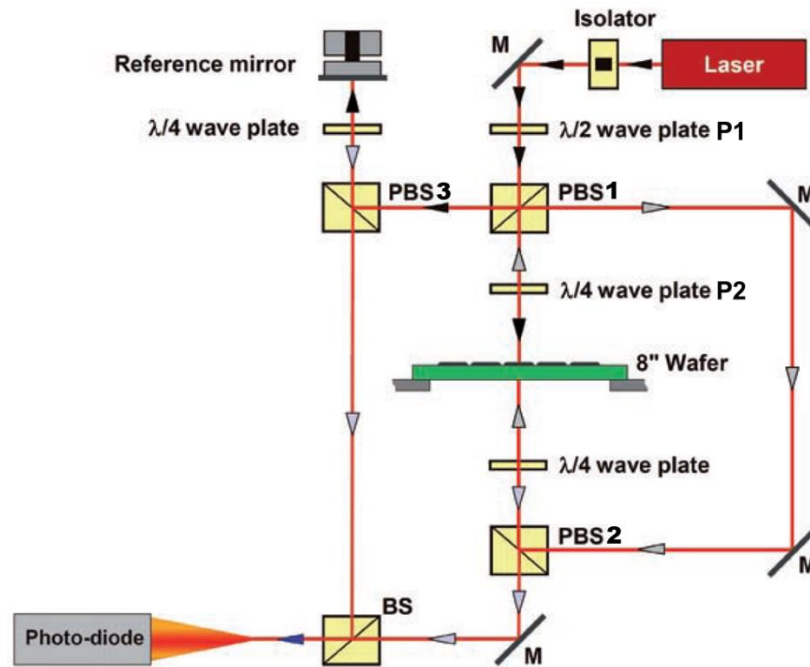 Isolator
M
Laser
Reference mirror
λ/4 wave plate
λ/2 wave plate P1
PBS3
PBS1
M
λ/4 wave plate P2
8" Wafer
λ/4 wave plate
PBS2
M
BS
Photo-diode
M